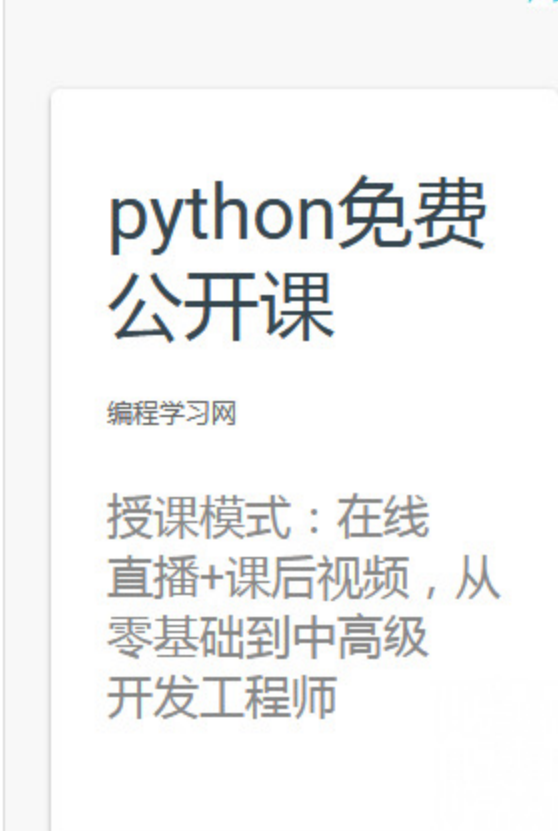 python免费
公开课
编程学习网
授课模式：在线
直播+课后视频，从
零基础到中高级
开发工程师